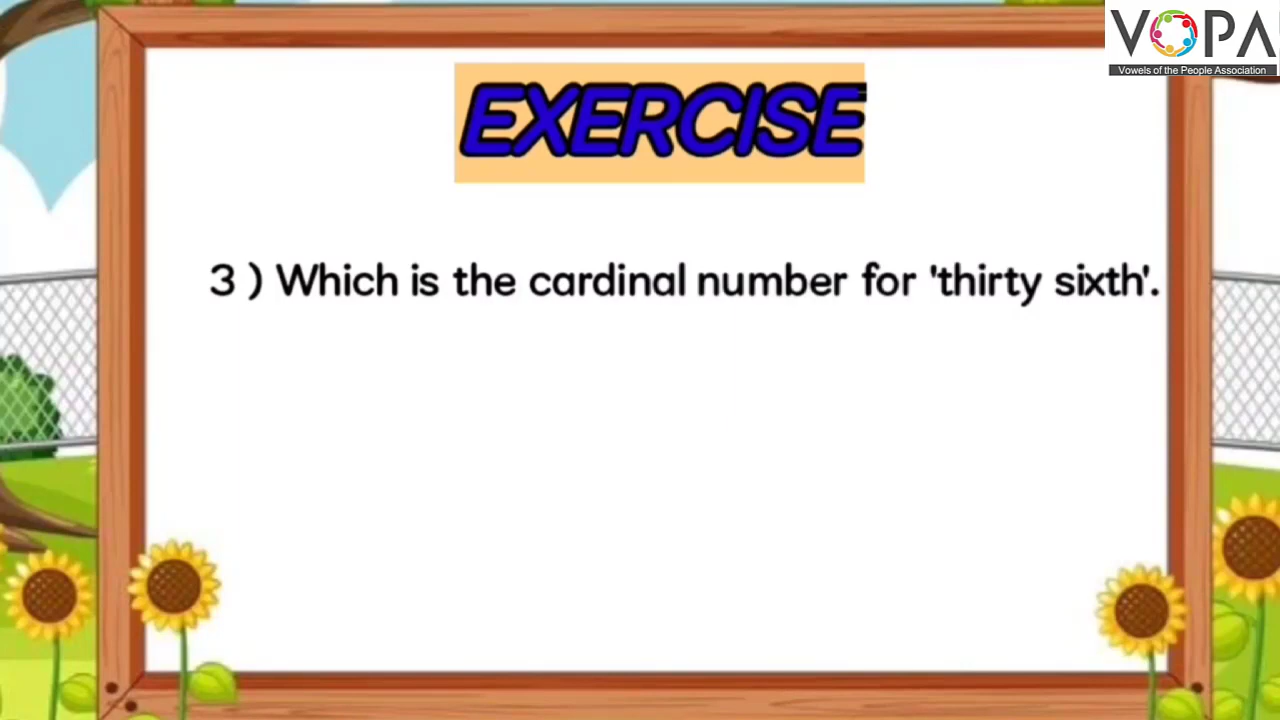 VOPA
Vowels of the People Association
EXERCISE
3 ) Which is the cardinal number for 'thirty sixth'.